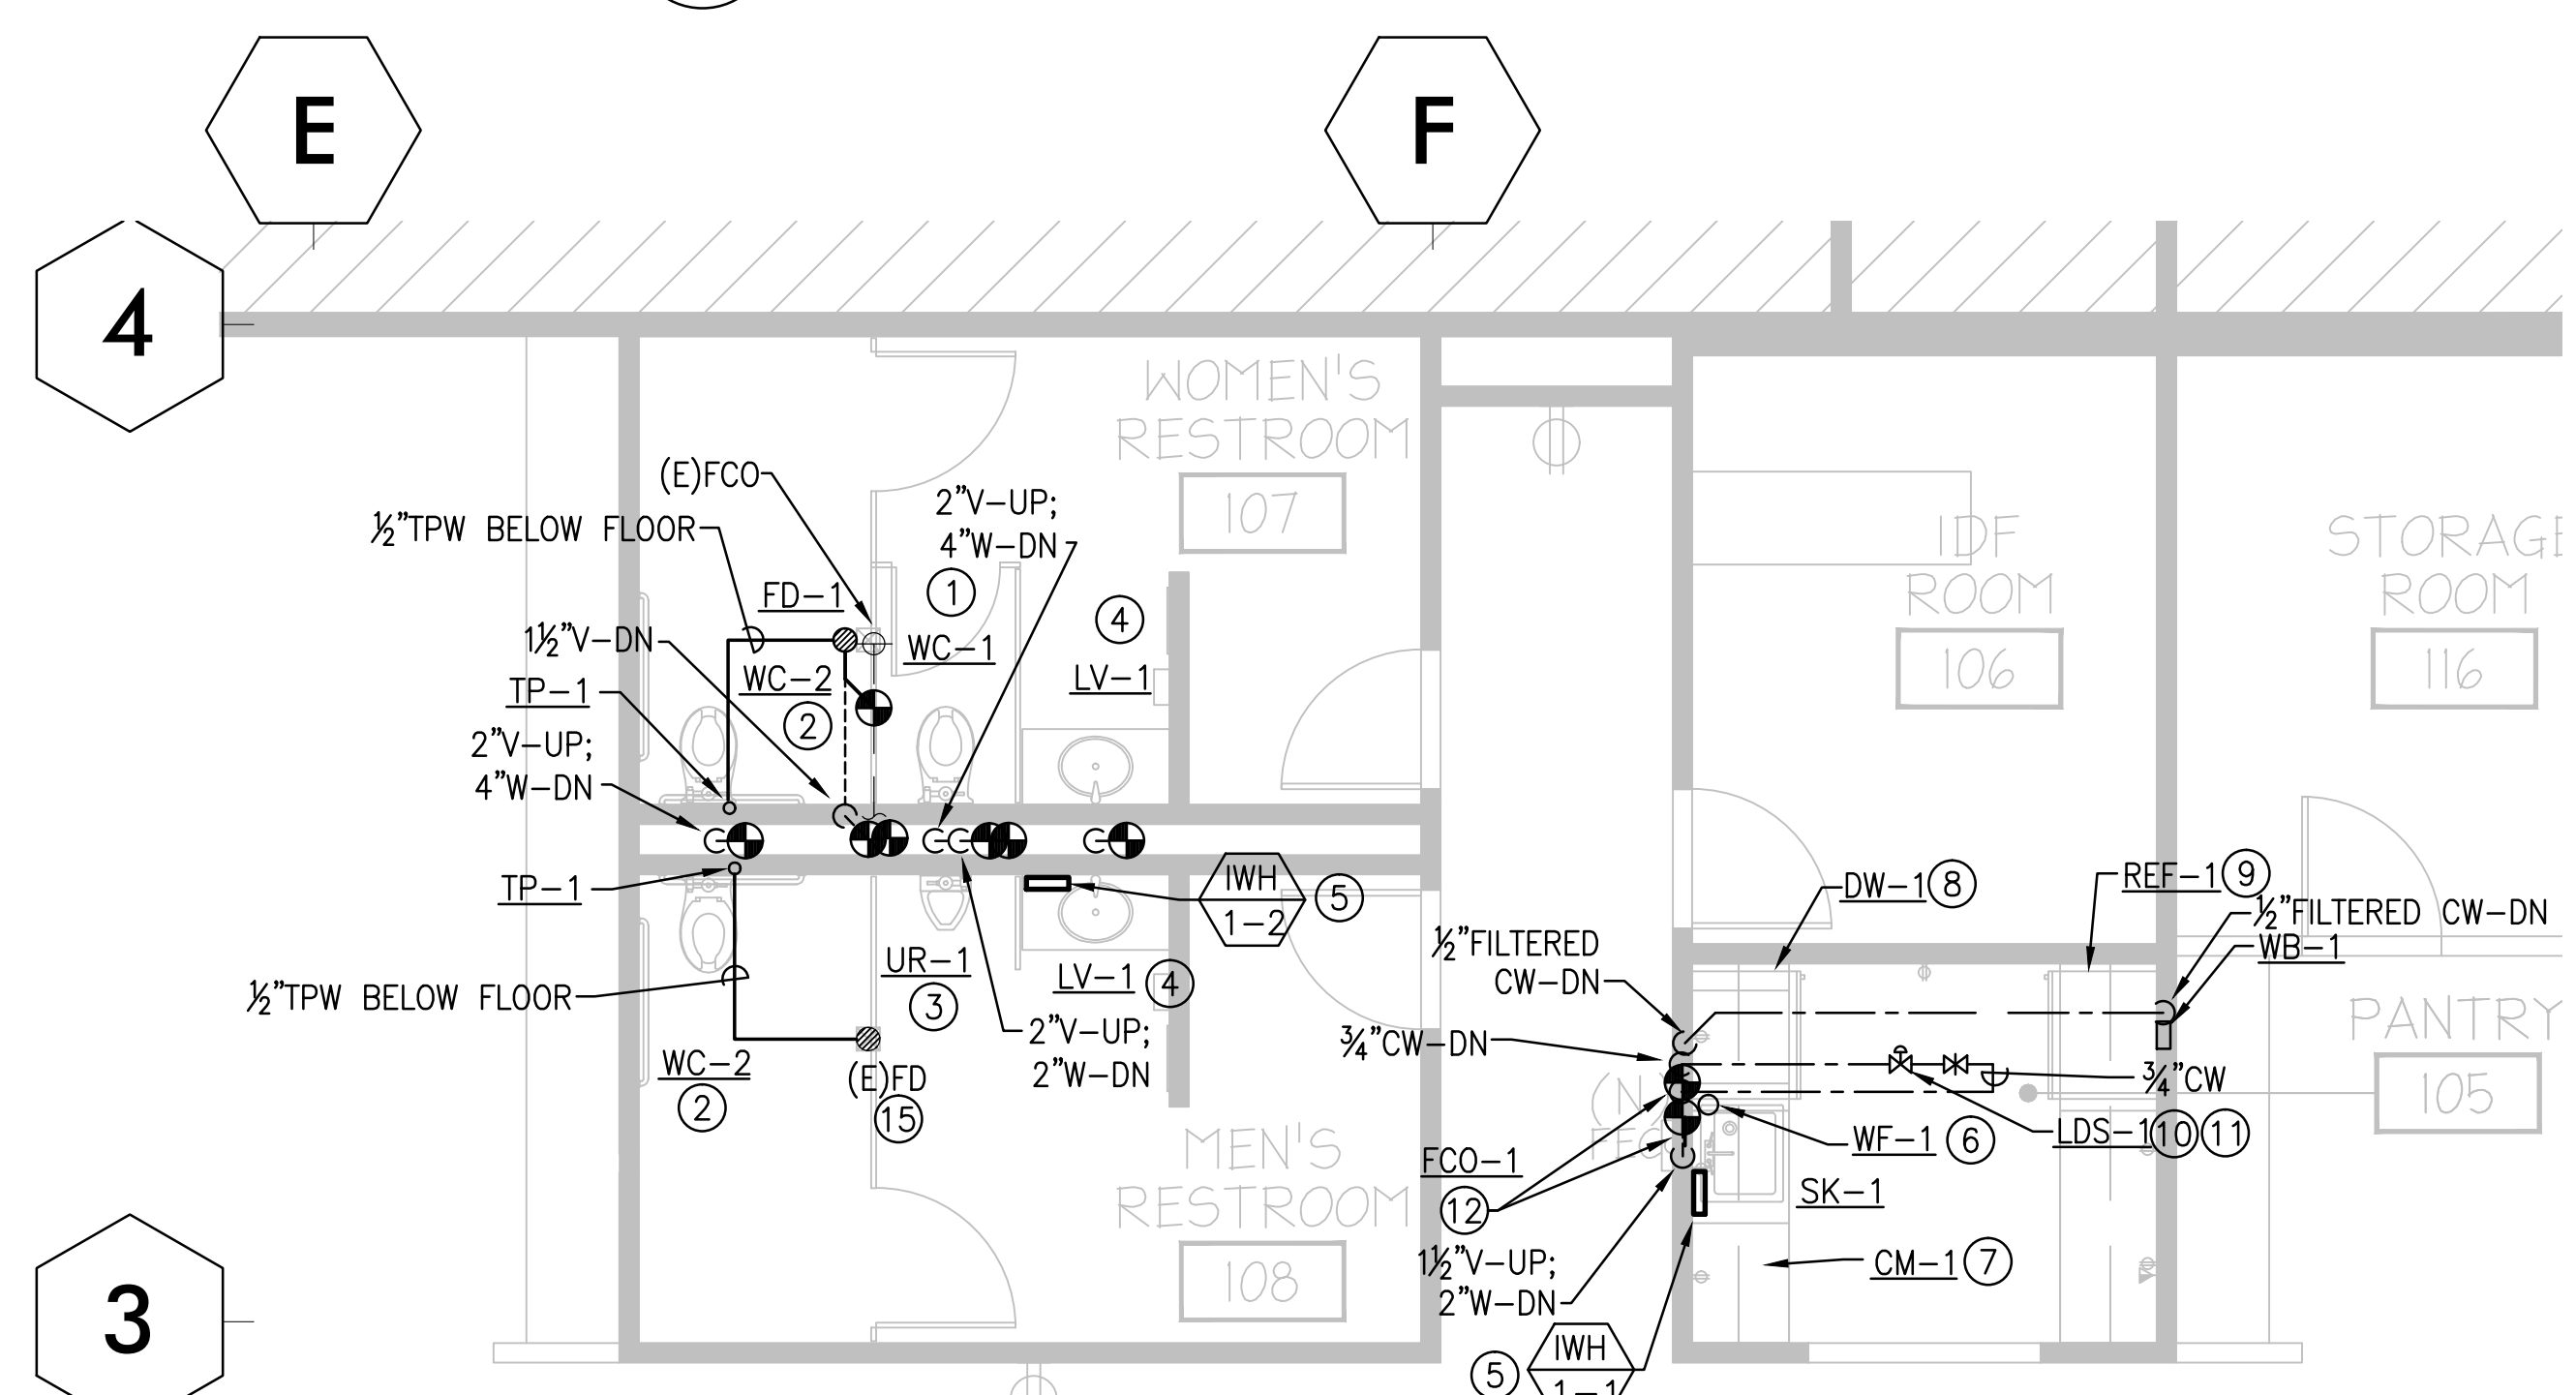 E
F
4
WOMEN'S
RESTROOM
107
(E)FCO
½"TPW BELOW FLOOR
2"V-UP;
4"W-DN
1
FD-1
4
1½"V-DN
WC-1
WC-2
2
LV-1
TP-1
2"V-UP;
4"W-DN
IDF
ROOM
106
STORAGE
ROOM
116
TP-1
IWH
1-2
5
DW-1 8
REF-1 9
½"FILTERED CW-DN
WB-1
½"FILTERED
CW-DN
UR-1
3
LV-1 4
½"TPW BELOW FLOOR
2"V-UP;
2"W-DN
¾"CW-DN
PANTRY
105
WC-2
2
(E)FD
15
¾"CW
LDS-1 10 11
WF-1 6
(N)
MEN'S
RESTROOM
108
FCO-1
12
SK-1
1½"V-UP;
2"W-DN
CM-1 7
3
5
IWH
1-1